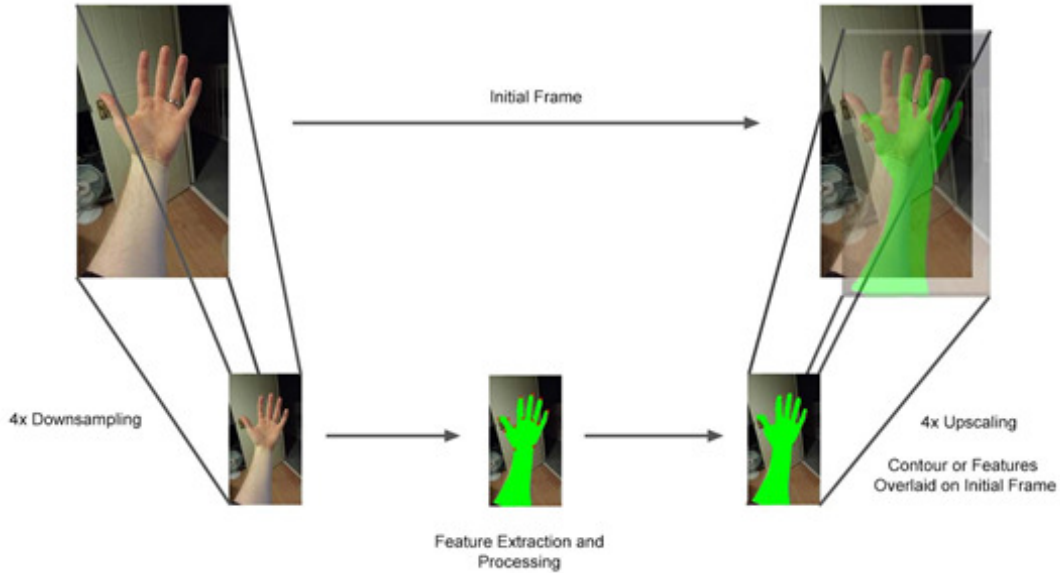 Initial Frame
4x Downsampling
4x Upscaling
Contour or Features
Overlaid on Initial Frame
Feature Extraction and
Processing